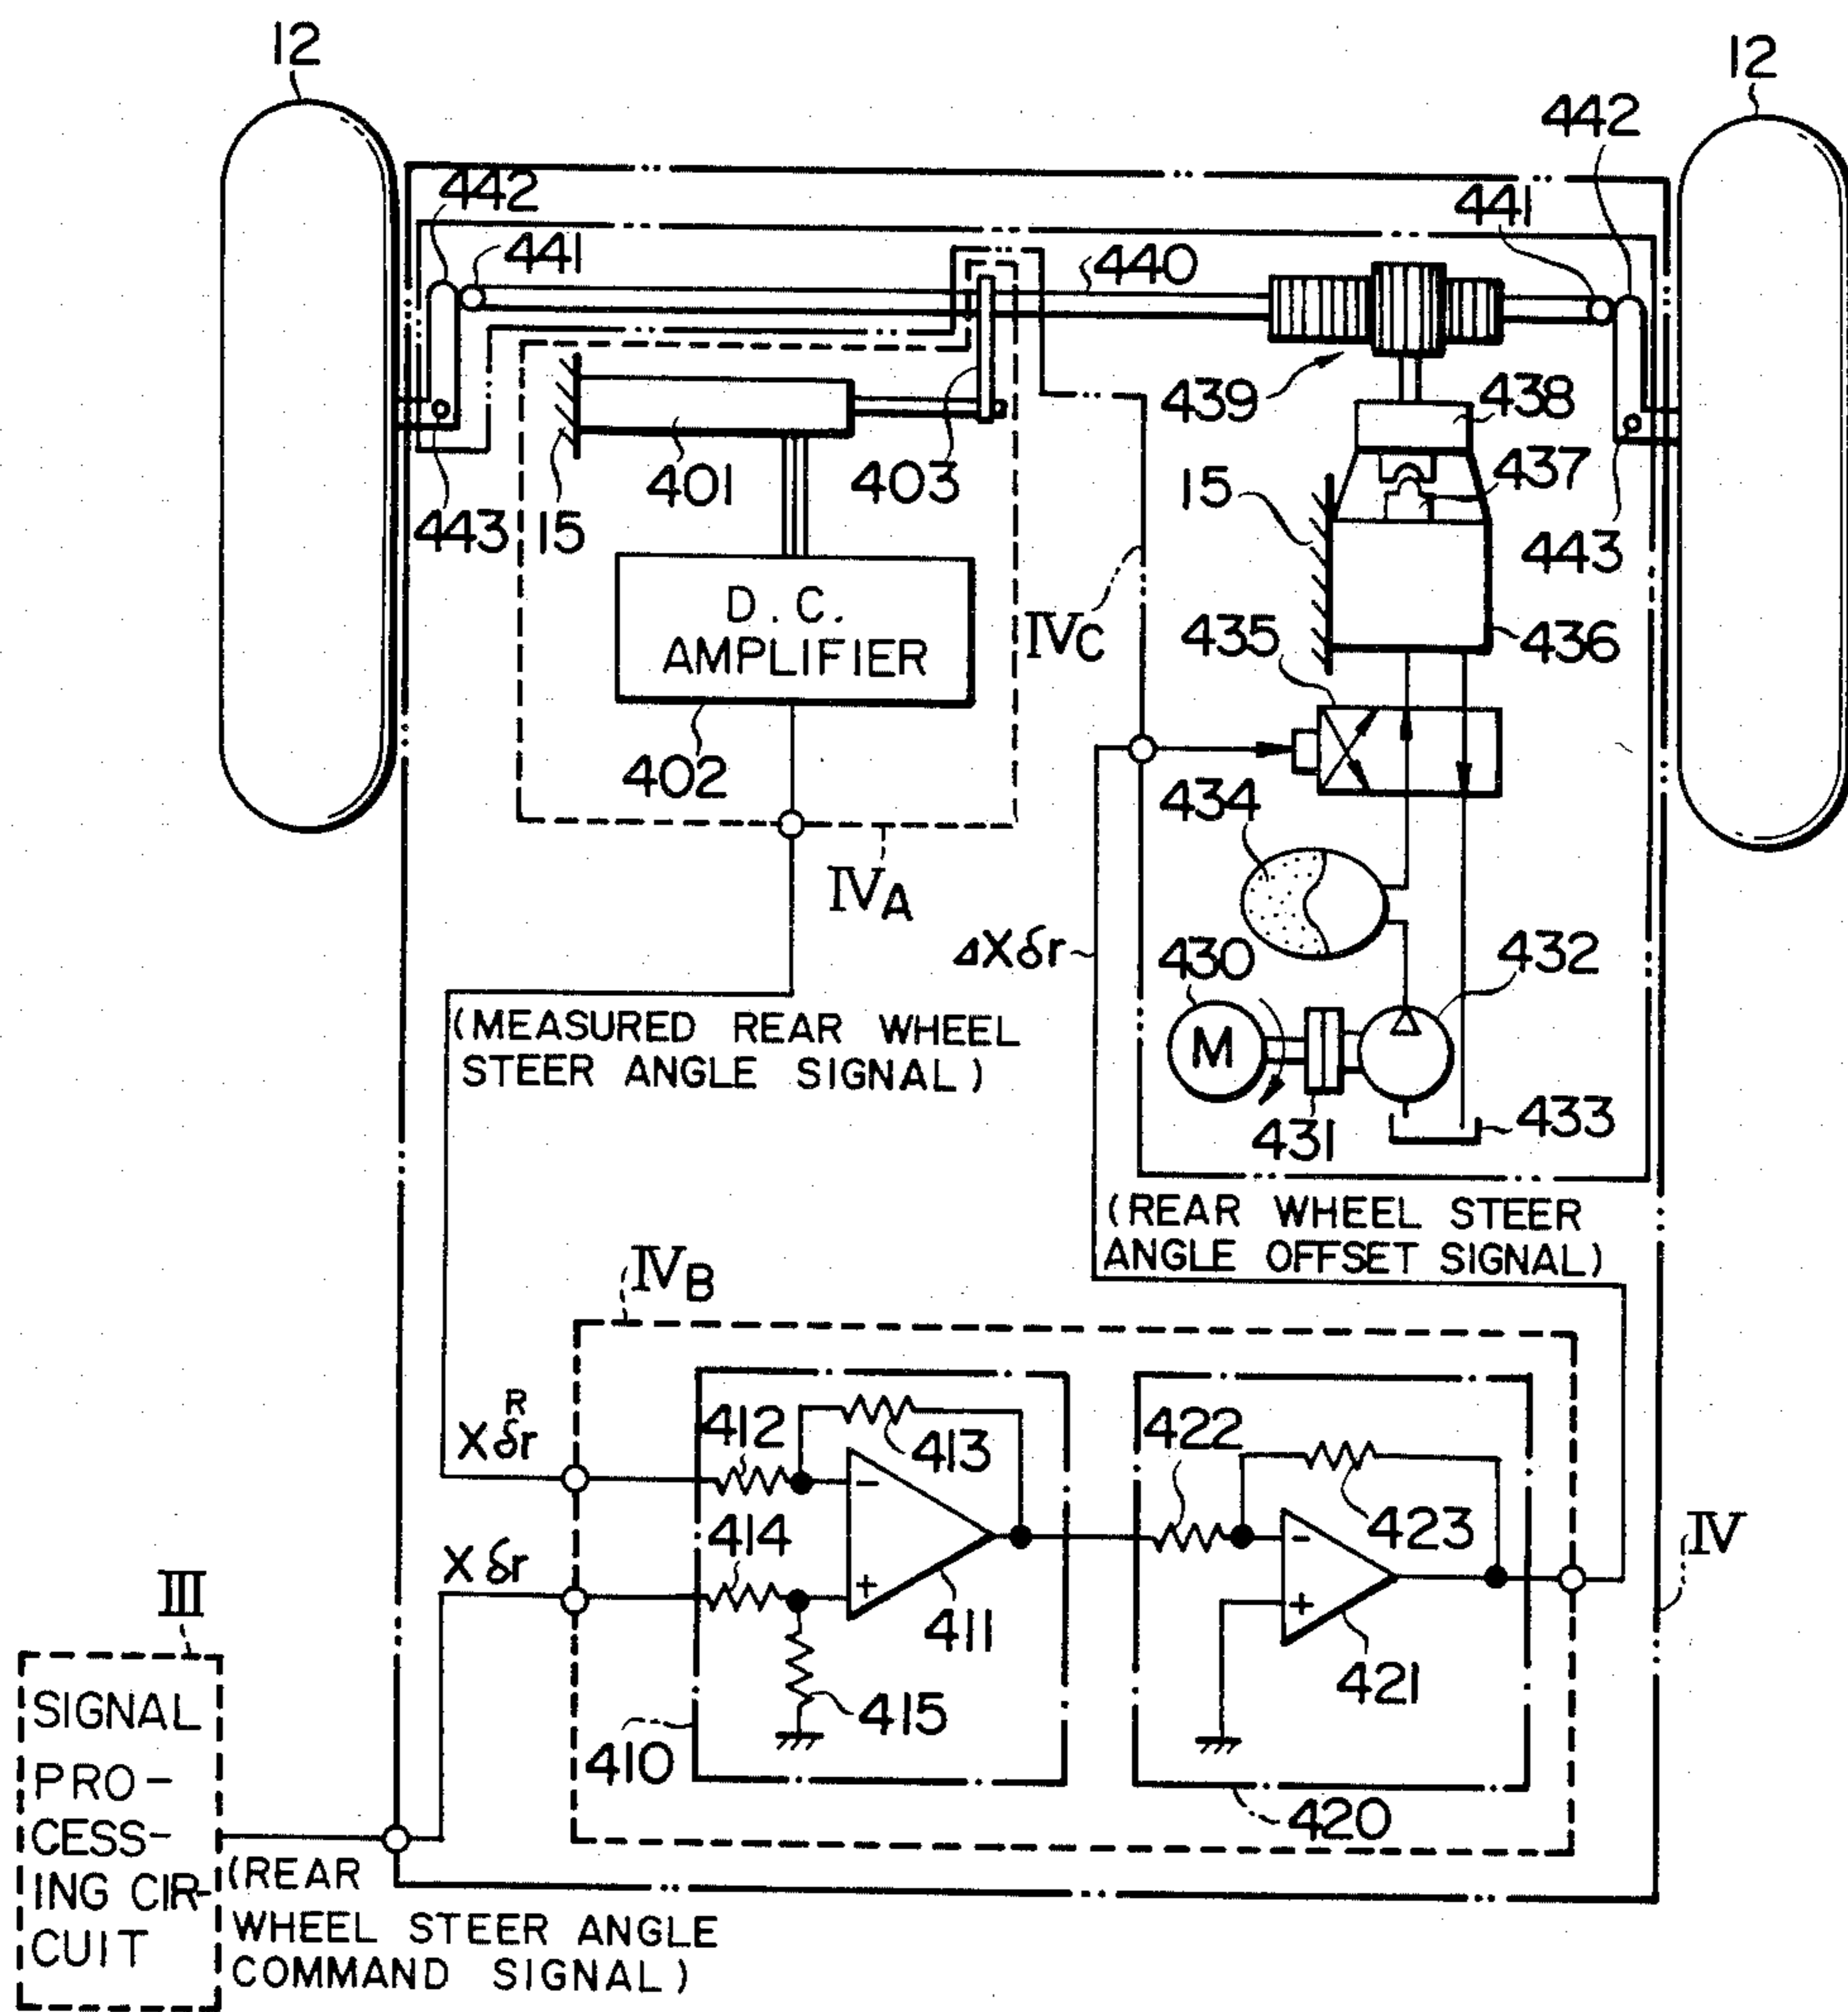 12
12
442
442
441
441
440
439
438
437
401
403
15
15
443
443
D.C.
AMPLIFIER
IVC
435
436
402
434
IVA
ΔXδr
430
432
(MEASURED REAR WHEEL
STEER ANGLE SIGNAL)
M
431
433
(REAR WHEEL STEER
ANGLE OFFSET SIGNAL)
IVB
R
Xδr
412
413
422
423
-
-
414
Xδr
+
+
411
421
IV
III
415
410
420
SIGNAL
PRO-
CESS-
ING CIR-
CUIT
(REAR
WHEEL STEER ANGLE
COMMAND SIGNAL)